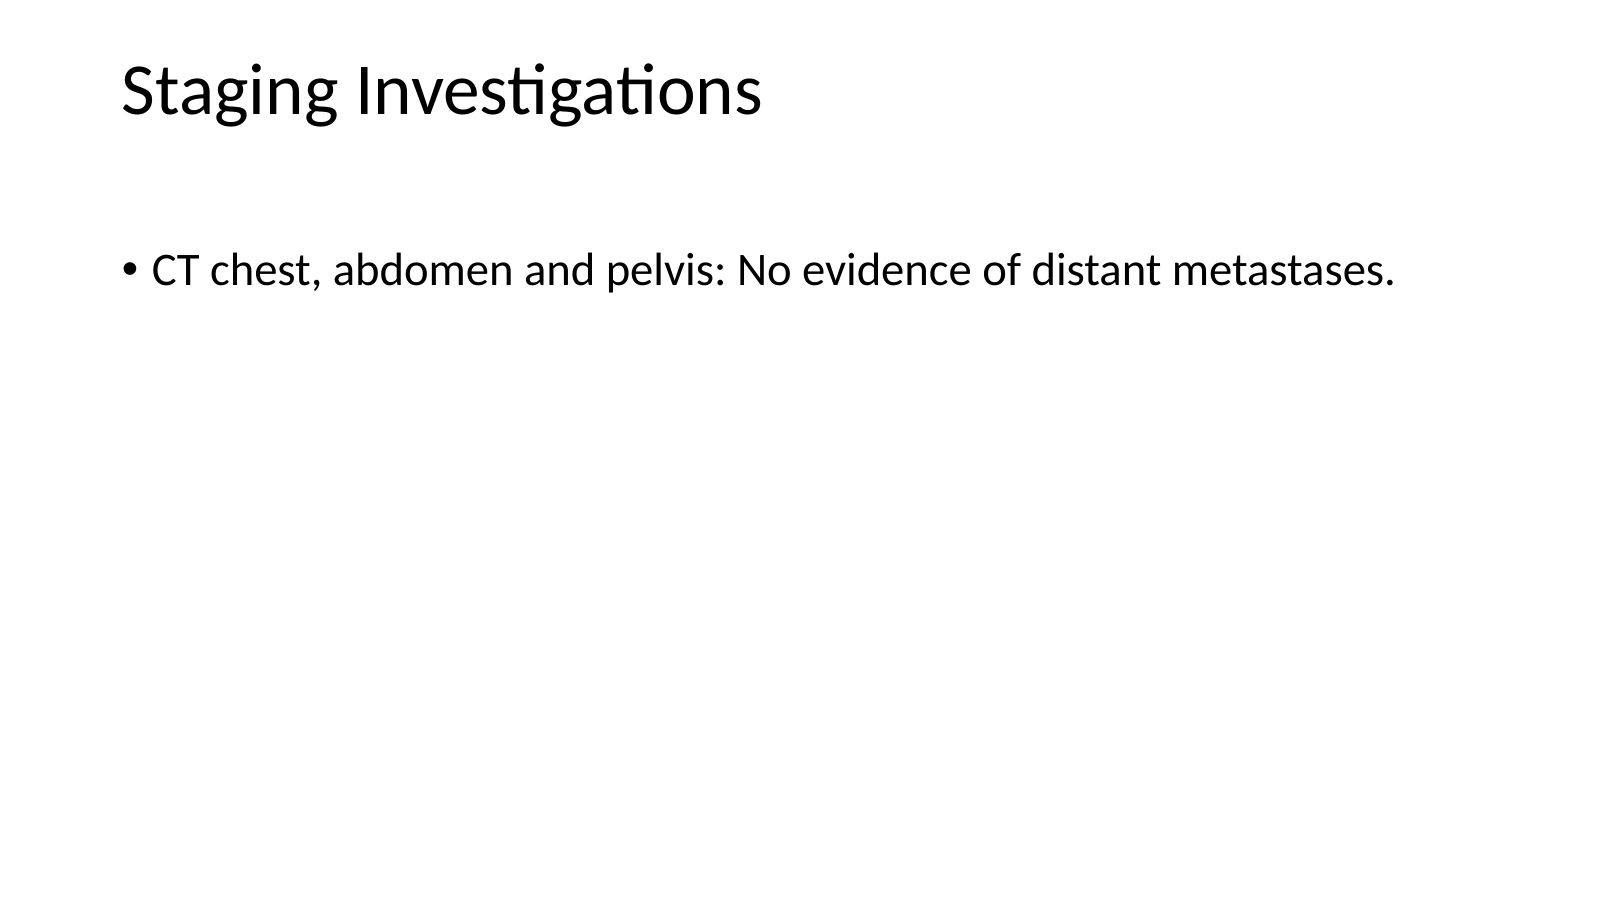 Staging Investigations
• CT chest, abdomen and pelvis: No evidence of distant metastases.